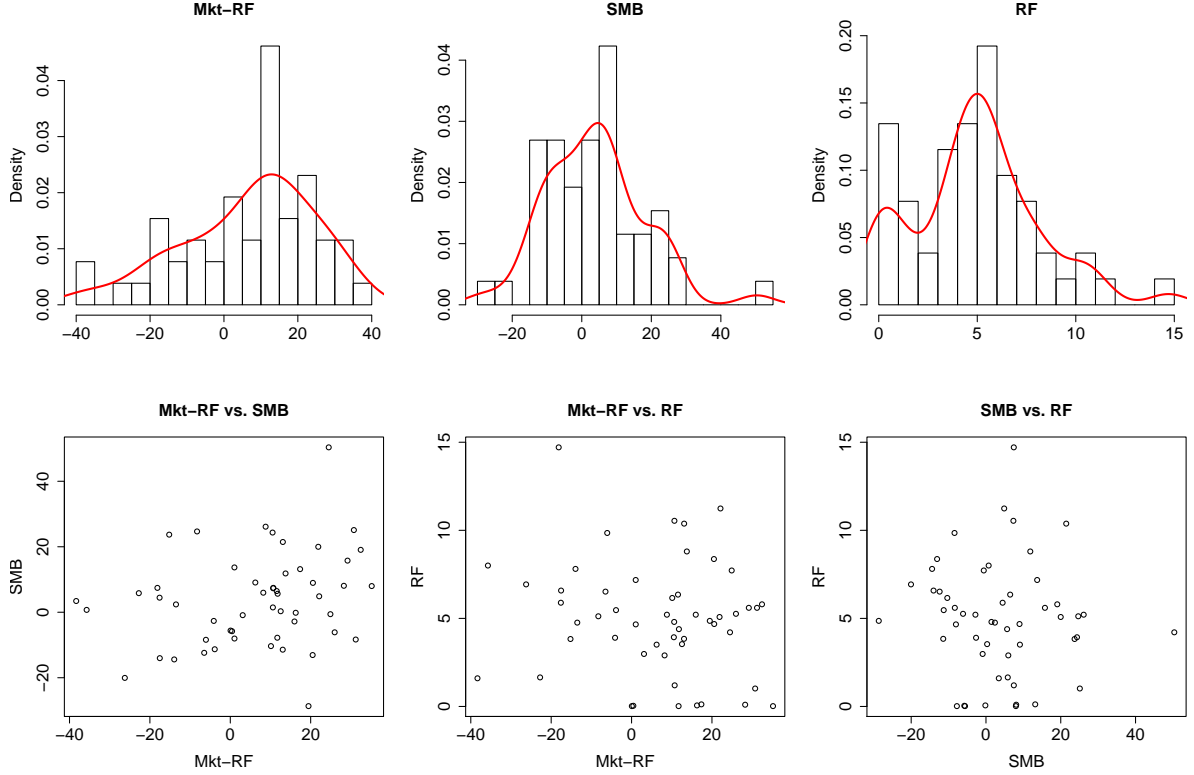 Mkt−RF
Density
0.00 0.01 0.02 0.03 0.04
−40 −20 0 20 40
SMB
Density
0.00 0.01 0.02 0.03 0.04
−20 0 20 40
RF
Density
0.00 0.05 0.10 0.15 0.20
0 5 10 15
Mkt−RF vs. SMB
SMB
−20 0 20 40
−40 −20 0 20
Mkt−RF
Mkt−RF vs. RF
RF
0 5 10 15
−40 −20 0 20
Mkt−RF
SMB vs. RF
RF
0 5 10 15
−20 0 20 40
SMB